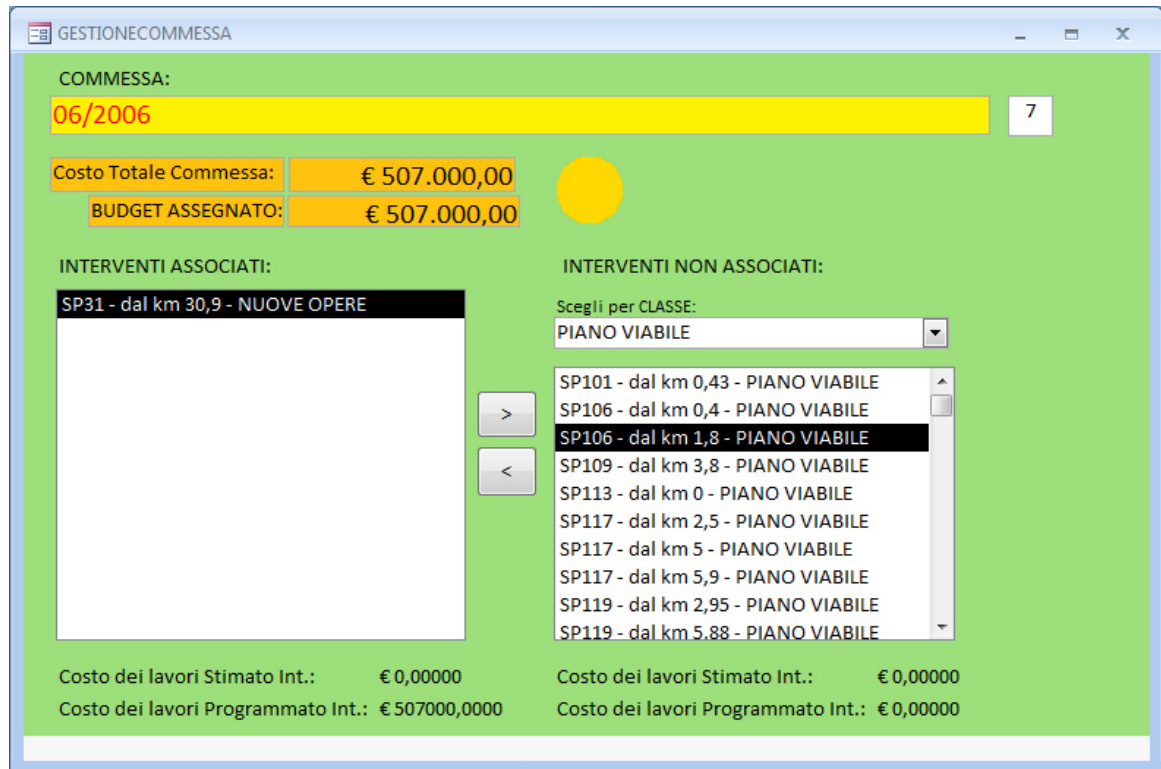 GESTIONECOMMESSA
COMMESSA:
06/2006
7
Costo Totale Commessa: € 507.000,00
BUDGET ASSEGNATO: € 507.000,00
INTERVENTI ASSOCIATI:
SP31 - dal km 30,9 - NUOVE OPERE
>
<
INTERVENTI NON ASSOCIATI:
Scegli per CLASSE:
PIANO VIABILE
SP101 - dal km 0,43 - PIANO VIABILE
SP106 - dal km 0,4 - PIANO VIABILE
SP106 - dal km 1,8 - PIANO VIABILE
SP109 - dal km 3,8 - PIANO VIABILE
SP113 - dal km 0 - PIANO VIABILE
SP117 - dal km 2,5 - PIANO VIABILE
SP117 - dal km 5 - PIANO VIABILE
SP117 - dal km 5,9 - PIANO VIABILE
SP119 - dal km 2,95 - PIANO VIABILE
SP119 - dal km 5,88 - PIANO VIABILE
Costo dei lavori Stimato Int.: € 0,00000
Costo dei lavori Programmato Int.: € 507000,0000
Costo dei lavori Stimato Int.: € 0,00000
Costo dei lavori Programmato Int.: € 0,00000